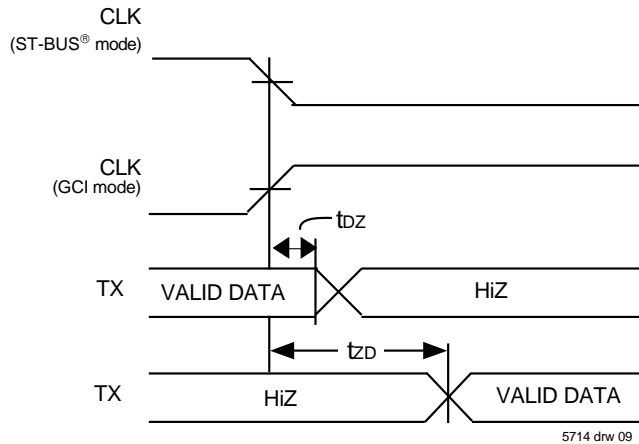 CLK
(ST-BUS® mode)
CLK
(GCI mode)
tDZ
TX
VALID DATA
HiZ
tZD
TX
HiZ
VALID DATA
5714 drw 09